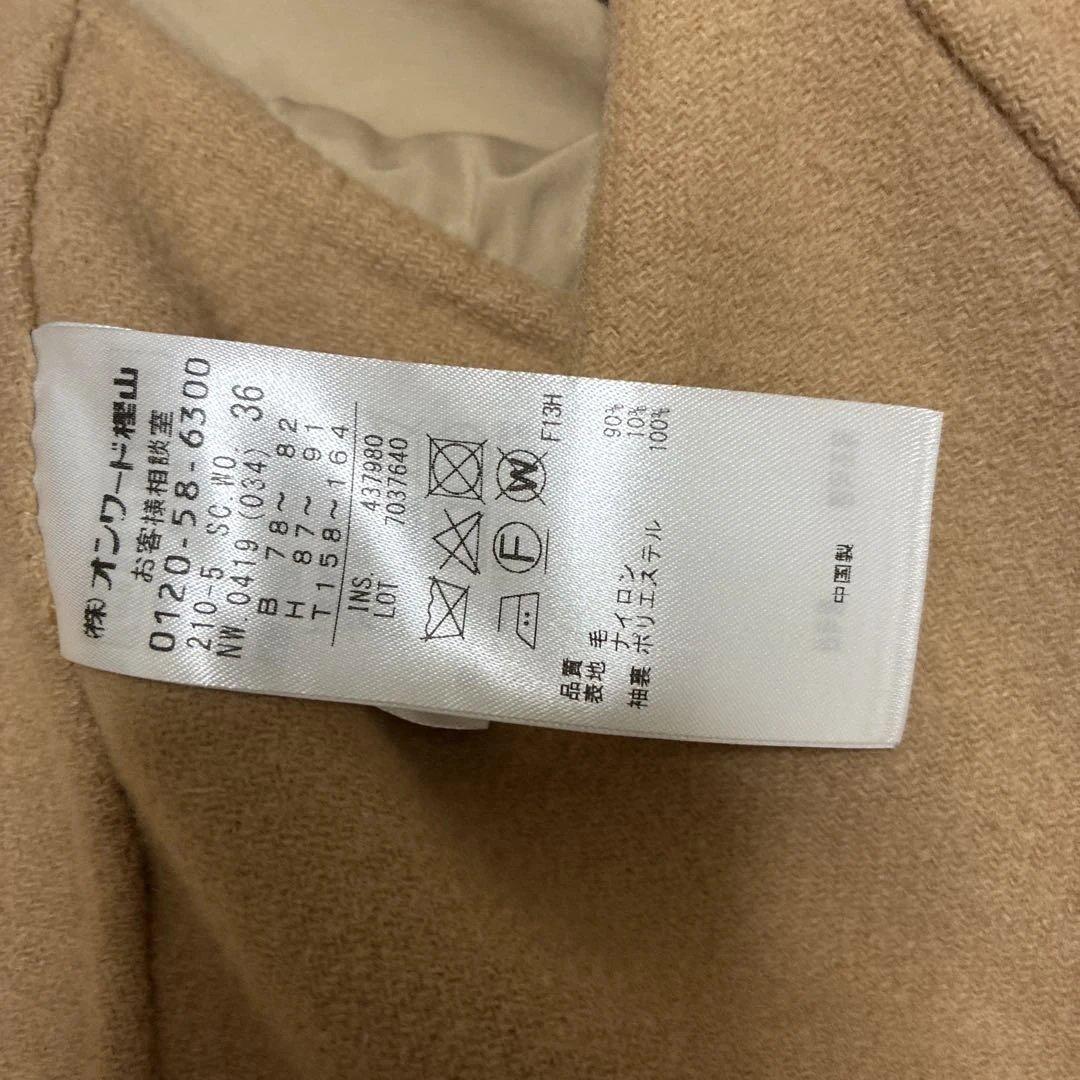 ㈱オンワード樫山
お客様相談室
0120-58-6300
210-5 SC.WO
NW.0419 (034) 36
B 78～ 82
H 87～ 91
T158～164
INS. 437980
LOT 7037640
W
F
F13H
品質
表地 毛 90%
ナイロン 10%
袖裏 ポリエステル 100%
中国製